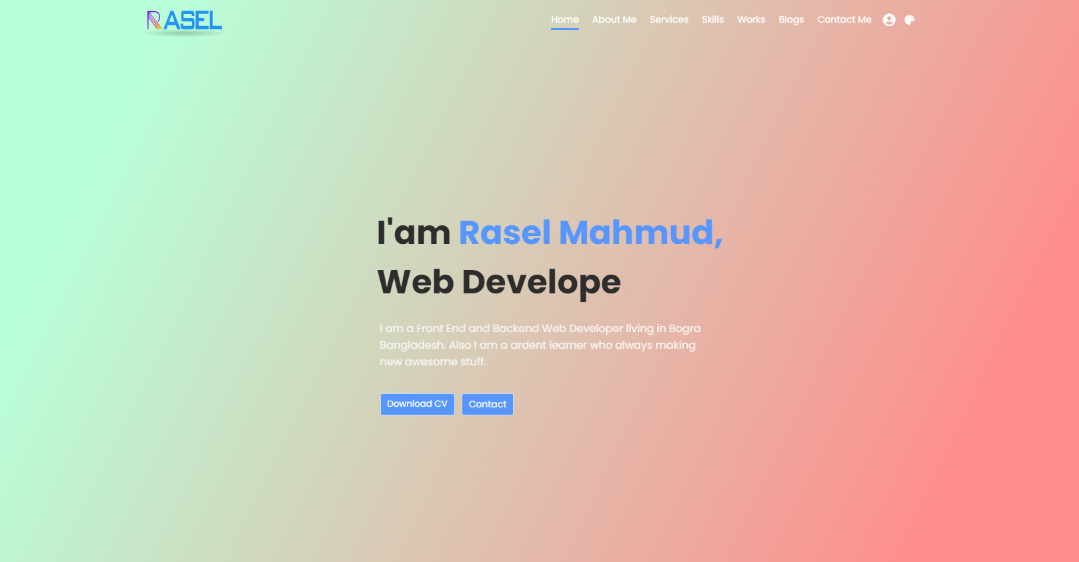 RASEL
Home About Me Services Skills Works Blogs Contact Me
I'am Rasel Mahmud,
Web Develope
I am a Front End and Backend Web Developer living in Bogra
Bangladesh. Also I am a ardent learner who always making
new awesome stuff.
Download CV Contact